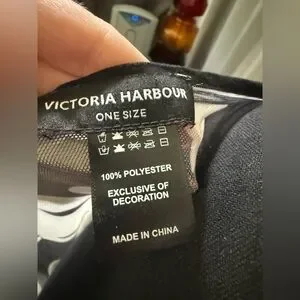 VICTORIA HARBOUR
ONE SIZE
100% POLYESTER
EXCLUSIVE OF
DECORATION
MADE IN CHINA